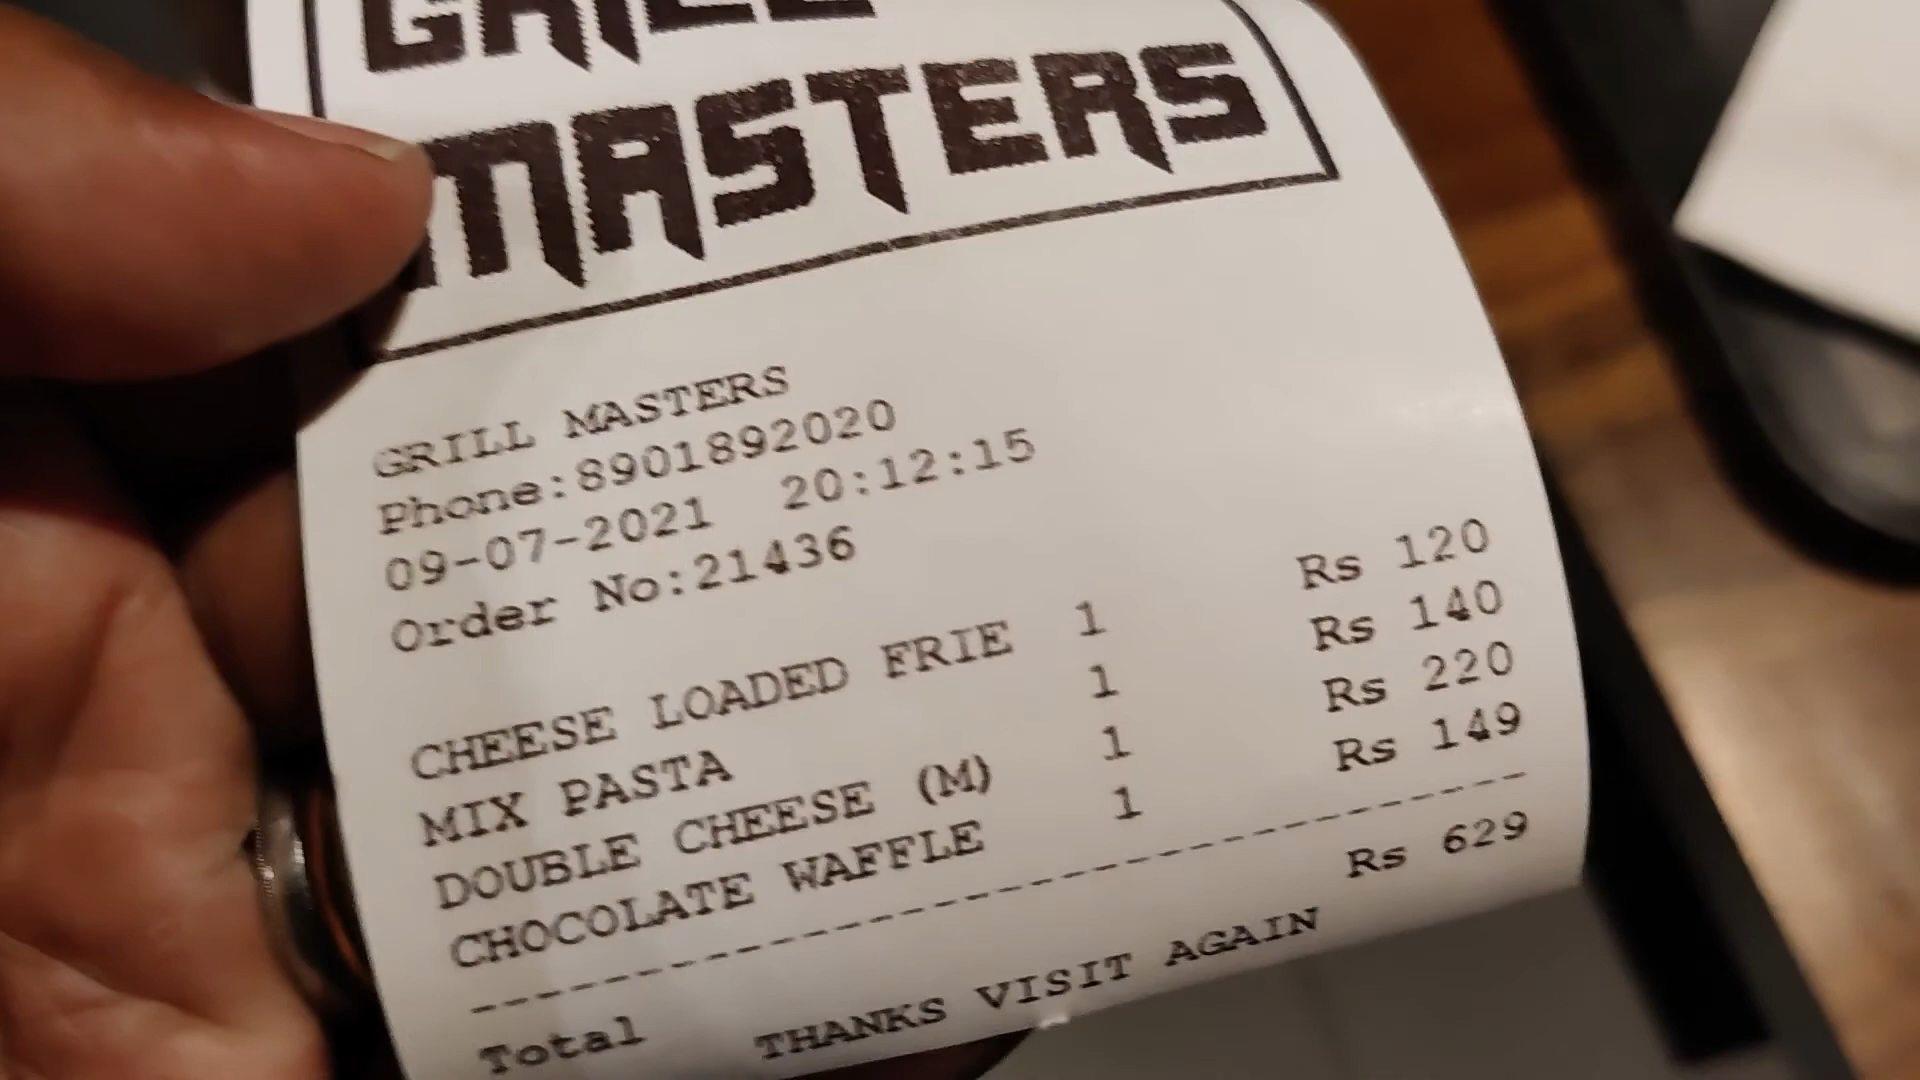 GRILL
MASTERS
GRILL MASTERS
Phone:8901892020
09-07-2021 20:12:15
Order No:21436
CHEESE LOADED FRIE 1 Rs 120
MIX PASTA 1 Rs 140
DOUBLE CHEESE (M) 1 Rs 220
CHOCOLATE WAFFLE 1 Rs 149
--------------------------------
Total Rs 629
THANKS VISIT AGAIN